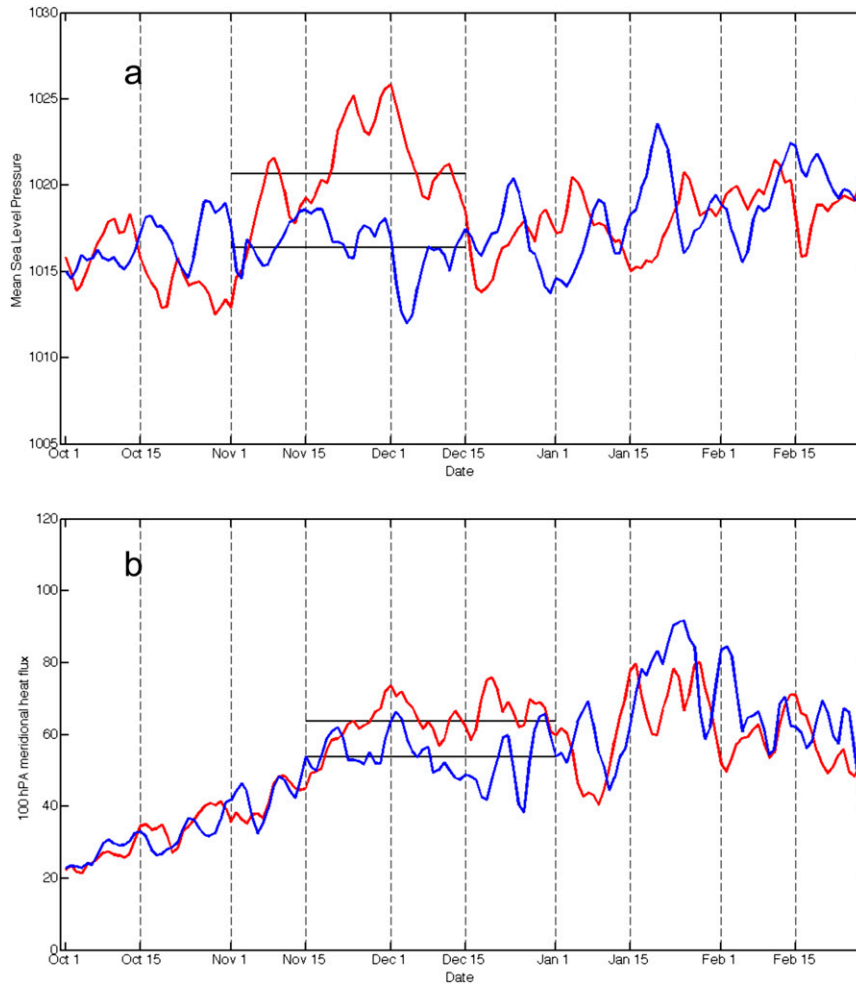 1030
a
1025
1020
1015
1010
1005
Mean Sea Level Pressure
Oct 1 Oct 15 Nov 1 Nov 15 Dec 1 Dec 15 Jan 1 Jan 15 Feb 1 Feb 15
Date
120
b
100
80
60
40
20
0
100 hPA meridional heat flux
Oct 1 Oct 15 Nov 1 Nov 15 Dec 1 Dec 15 Jan 1 Jan 15 Feb 1 Feb 15
Date